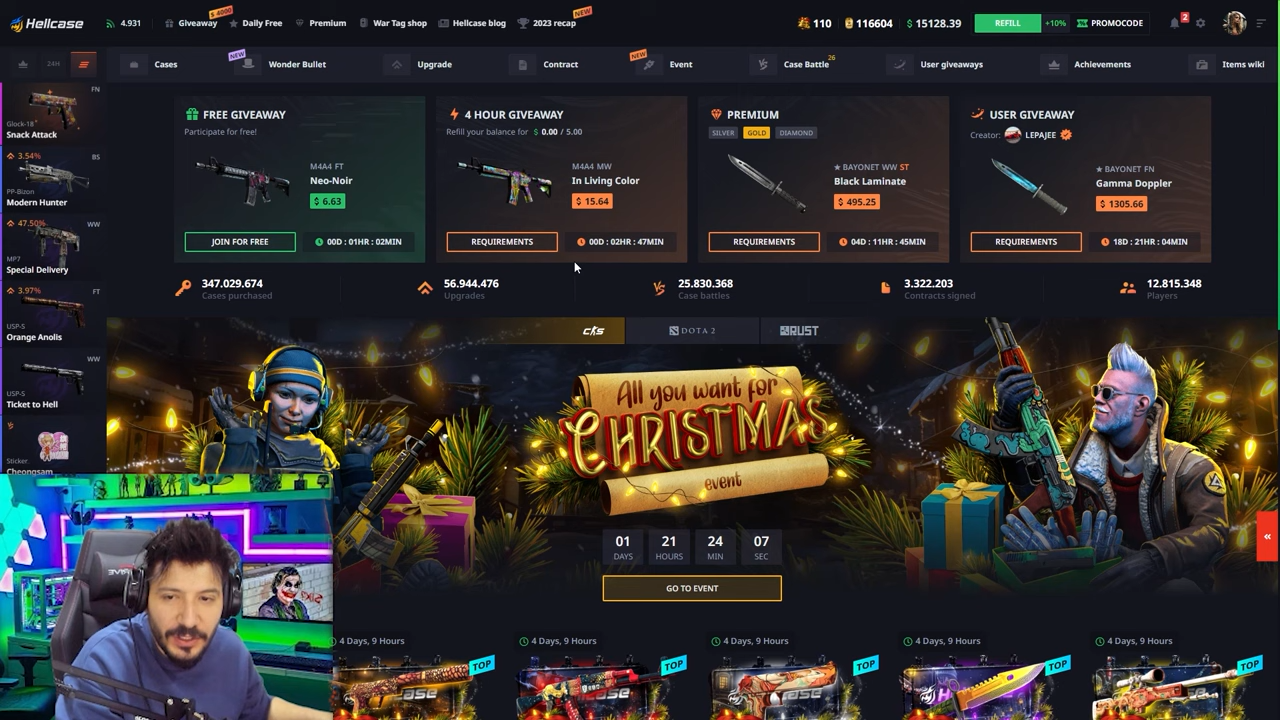 Hellcase
4.931
Giveaway
$ 4000
Daily Free
Premium
War Tag shop
Hellcase blog
2023 recap
NEW
110
116604
$ 15128.39
REFILL
+10%
PROMOCODE
2
24H
Cases
NEW
Wonder Bullet
Upgrade
Contract
NEW
Event
Case Battle 26
User giveaways
Achievements
Items wiki
FN
Glock-18*
Snack Attack
3.54%
BS
PP-Bizon
Modern Hunter
47.50%
WW
MP7
Special Delivery
3.97%
FT
USP-S
Orange Anolis
WW
USP-S
Ticket to Hell
Sticker
Cheongsam
FREE GIVEAWAY
Participate for free!
M4A4 FT
Neo-Noir
$ 6.63
JOIN FOR FREE
00D : 01HR : 02MIN
4 HOUR GIVEAWAY
Refill your balance for $ 0.00 / 5.00
M4A4 MW
In Living Color
$ 15.64
REQUIREMENTS
00D : 02HR : 47MIN
PREMIUM
SILVER GOLD DIAMOND
★ BAYONET WW ST
Black Laminate
$ 495.25
REQUIREMENTS
04D : 11HR : 45MIN
USER GIVEAWAY
Creator: LEPAJEE
★ BAYONET FN
Gamma Doppler
$ 1305.66
REQUIREMENTS
18D : 21HR : 04MIN
347.029.674
Cases purchased
56.944.476
Upgrades
25.830.368
Case battles
3.322.203
Contracts signed
12.815.348
Players
CS
DOTA 2
RUST
All you want for
CHRISTMAS
event
01 21 24 07
DAYS HOURS MIN SEC
GO TO EVENT
«
4 Days, 9 Hours
4 Days, 9 Hours
4 Days, 9 Hours
4 Days, 9 Hours
4 Days, 9 Hours
TOP
TOP
TOP
TOP
TOP